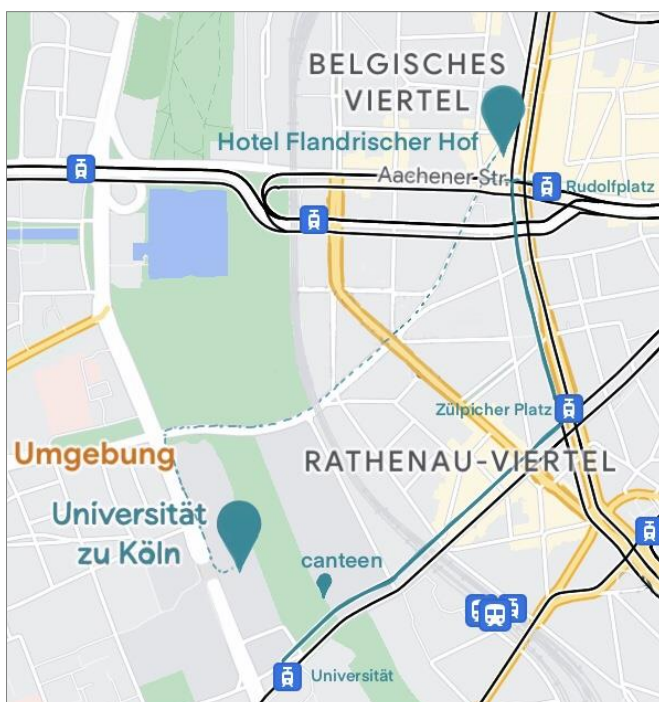 BELGISCHES
VIERTEL
Hotel Flandrischer Hof
Aachener Str.
Rudolfplatz
Zülpicher Platz
Umgebung
RATHENAU-VIERTEL
Universität
zu Köln
canteen
Universität